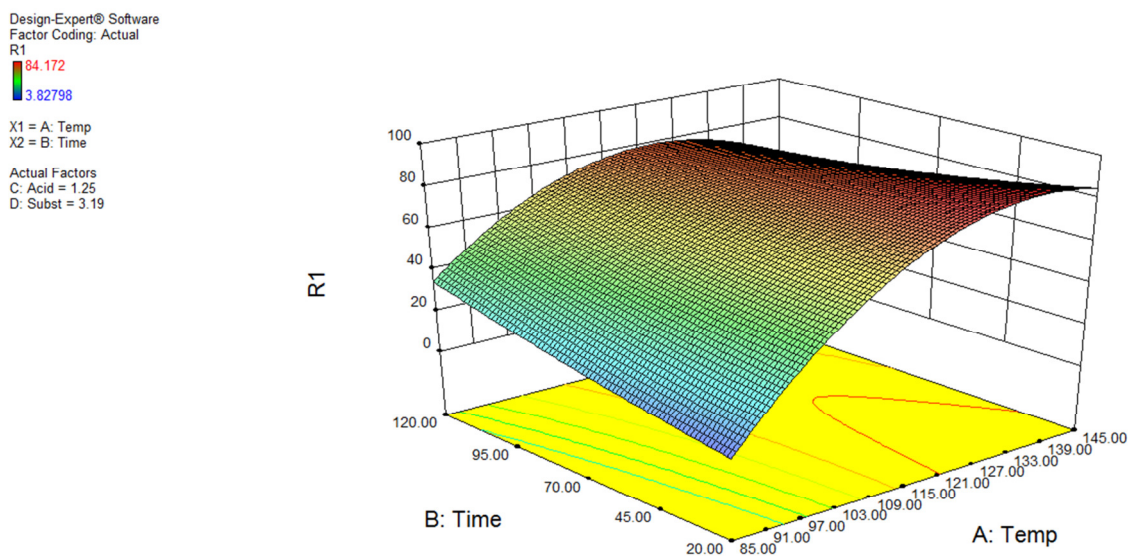 Design-Expert® Software
Factor Coding: Actual
R1
84.172
3.82798
X1 = A: Temp
X2 = B: Time
Actual Factors
C: Acid = 1.25
D: Subst = 3.19
100
80
60
40
20
0
R1
120.00
95.00
70.00
45.00
20.00
B: Time
85.00
91.00
97.00
103.00
109.00
115.00
121.00
127.00
133.00
139.00
145.00
A: Temp